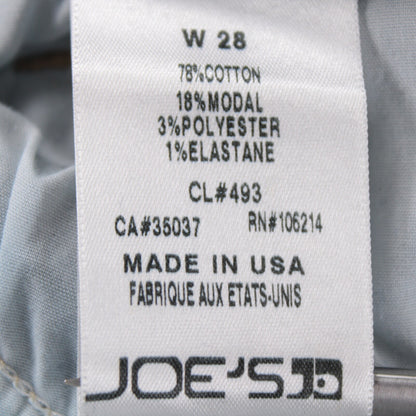 W 28
78%COTTON
18%MODAL
3%POLYESTER
1%ELASTANE
CL#493
CA#35037 RN#106214
MADE IN USA
FABRIQUE AUX ETATS-UNIS
JOE'S